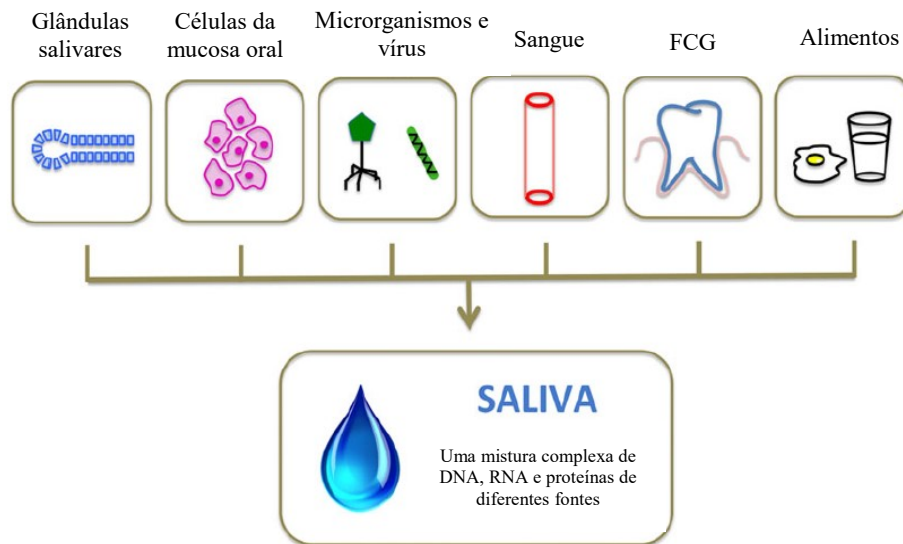 Glândulas
salivares
Células da
mucosa oral
Microrganismos e
vírus
Sangue
FCG
Alimentos
SALIVA
Uma mistura complexa de
DNA, RNA e proteínas de
diferentes fontes